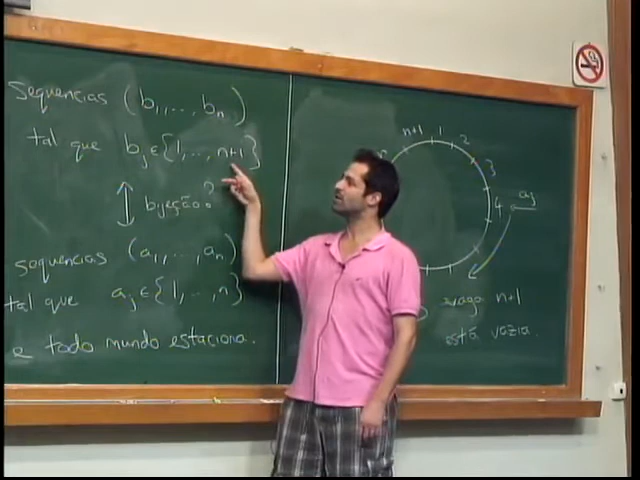 Sequencias (b₁,...,bₙ)
tal que bⱼ ∈ {1,...,n+1}
↕ bijeção?
sequencias (a₁,...,aₙ)
tal que aⱼ ∈ {1,...,n}
e todo mundo estaciona.
n+1 1 2
3
4 aⱼ
vaga n+1
está vazia.